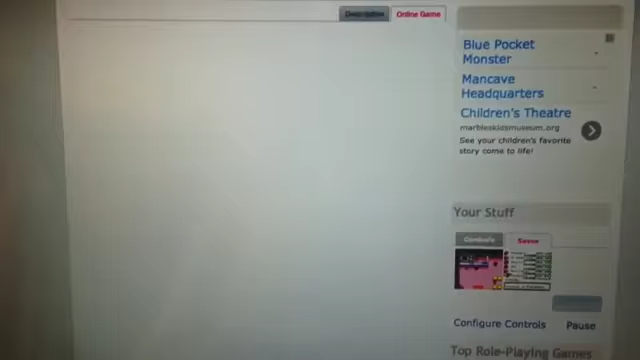 Description Online Game
Blue Pocket
Monster
Mancave
Headquarters
Children's Theatre
marbleskidsmuseum.org
See your children's favorite
story come to life!
Your Stuff
Controls Saves
Configure Controls Pause
Top Role-Playing Games